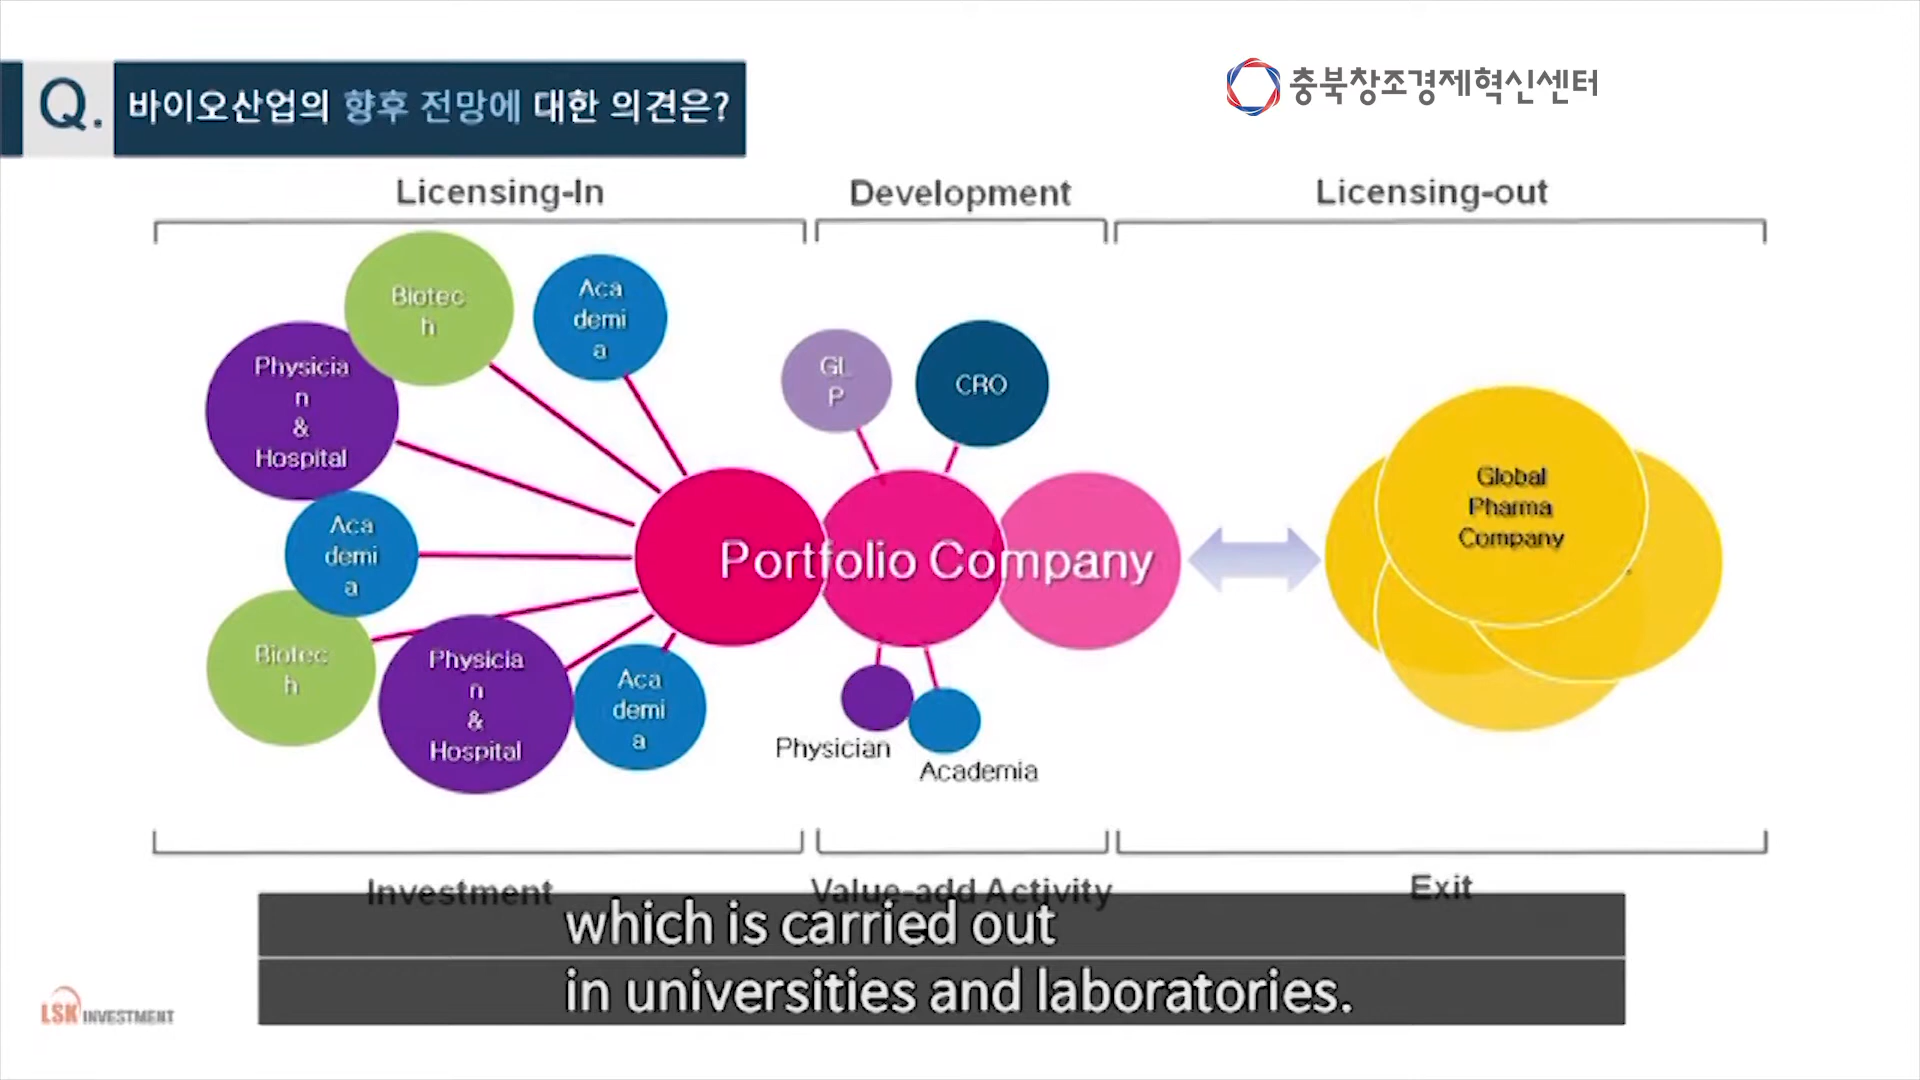 Q. 바이오산업의 향후 전망에 대한 의견은?
충북창조경제혁신센터
Licensing-In
Development
Licensing-out
Biotec
h
Aca
demi
a
Physicia
n
&
Hospital
GL
P
CRO
Global
Pharma
Company
Aca
demi
a
Portfolio Company
Biotec
h
Physicia
n
&
Hospital
Aca
demi
a
Physician
Academia
Investment
Value-add Activity
Exit
which is carried out
in universities and laboratories.
LSK INVESTMENT